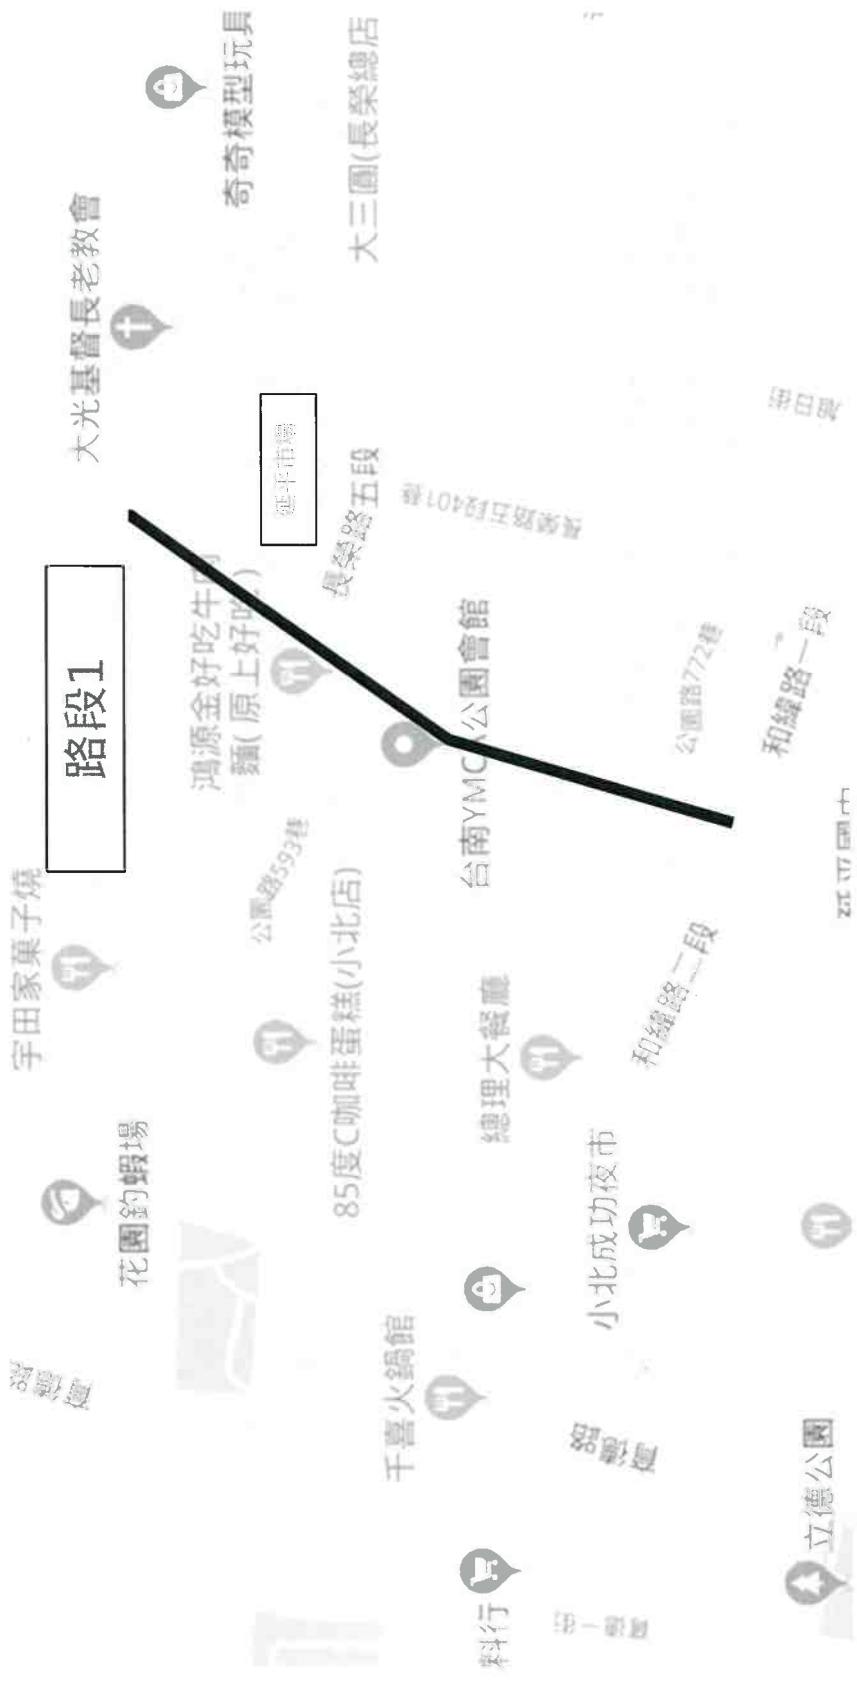 宇田家菓子燒
路段1
大光基督長老教會
花園釣蝦場
鴻源金好吃牛肉
麵(原上好吃)
奇奇模型玩具
公園路593巷
延平市場
85度C咖啡蛋糕(小北店)
長榮路五段
大三圓(長榮總店
千喜火鍋館
長榮路五段401巷
台南YMCA公園會館
總理大餐廳
料行
小北成功夜市
和緯路二段
公園路772巷
和緯路一段
旭日街
立德公園